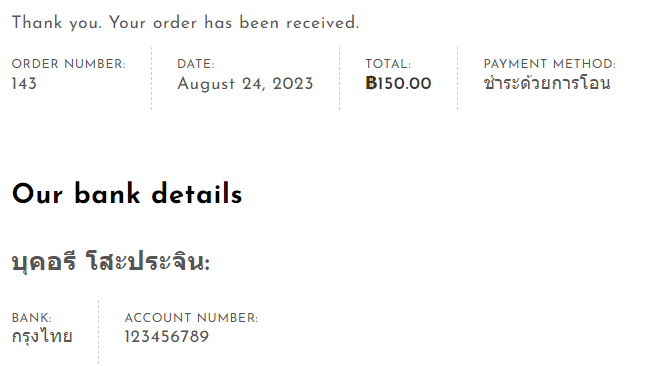 Thank you. Your order has been received.
ORDER NUMBER: DATE: TOTAL: PAYMENT METHOD:
143 August 24, 2023 ฿150.00 ชำระด้วยการโอน
Our bank details
บุคอรี โสะประจิน:
BANK: ACCOUNT NUMBER:
กรุงไทย 123456789